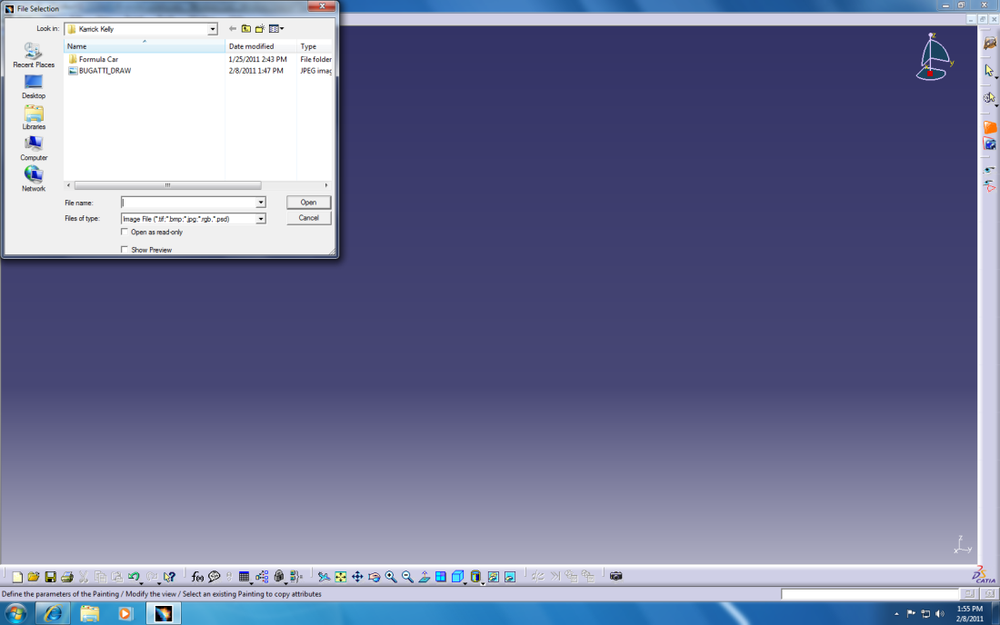 File Selection
Look in: Karrick Kelly
Name Date modified Type
Formula Car 1/25/2011 2:43 PM File folder
BUGATTI_DRAW 2/8/2011 1:47 PM JPEG imag
Recent Places
Desktop
Libraries
Computer
Network
File name: Open
Files of type: Image File (*.tif;*.bmp;*.jpg;*.rgb,*.psd) Cancel
Open as read-only
Show Preview
z
y
x
z
x y
f(x)
CATIA
Define the parameters of the Painting / Modify the view / Select an existing Painting to copy attributes
1:55 PM
2/8/2011